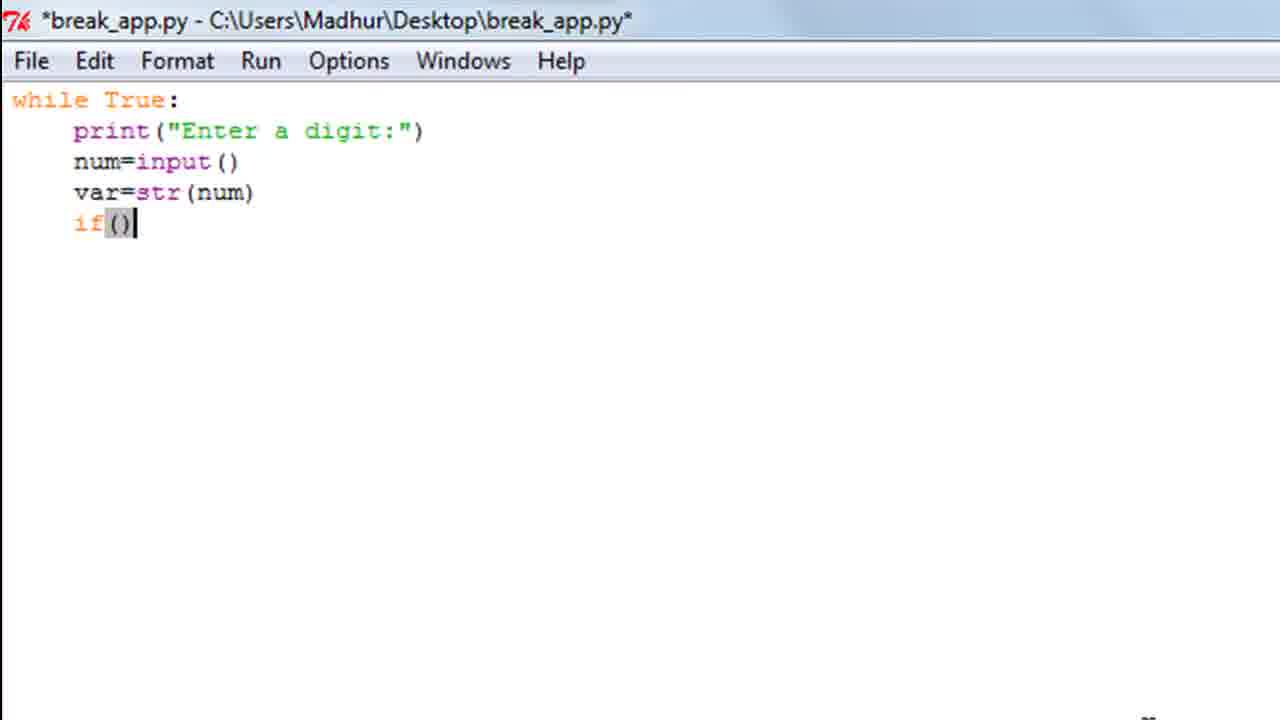 *break_app.py - C:\Users\Madhur\Desktop\break_app.py*
File Edit Format Run Options Windows Help
while True:
    print("Enter a digit:")
    num=input()
    var=str(num)
    if()